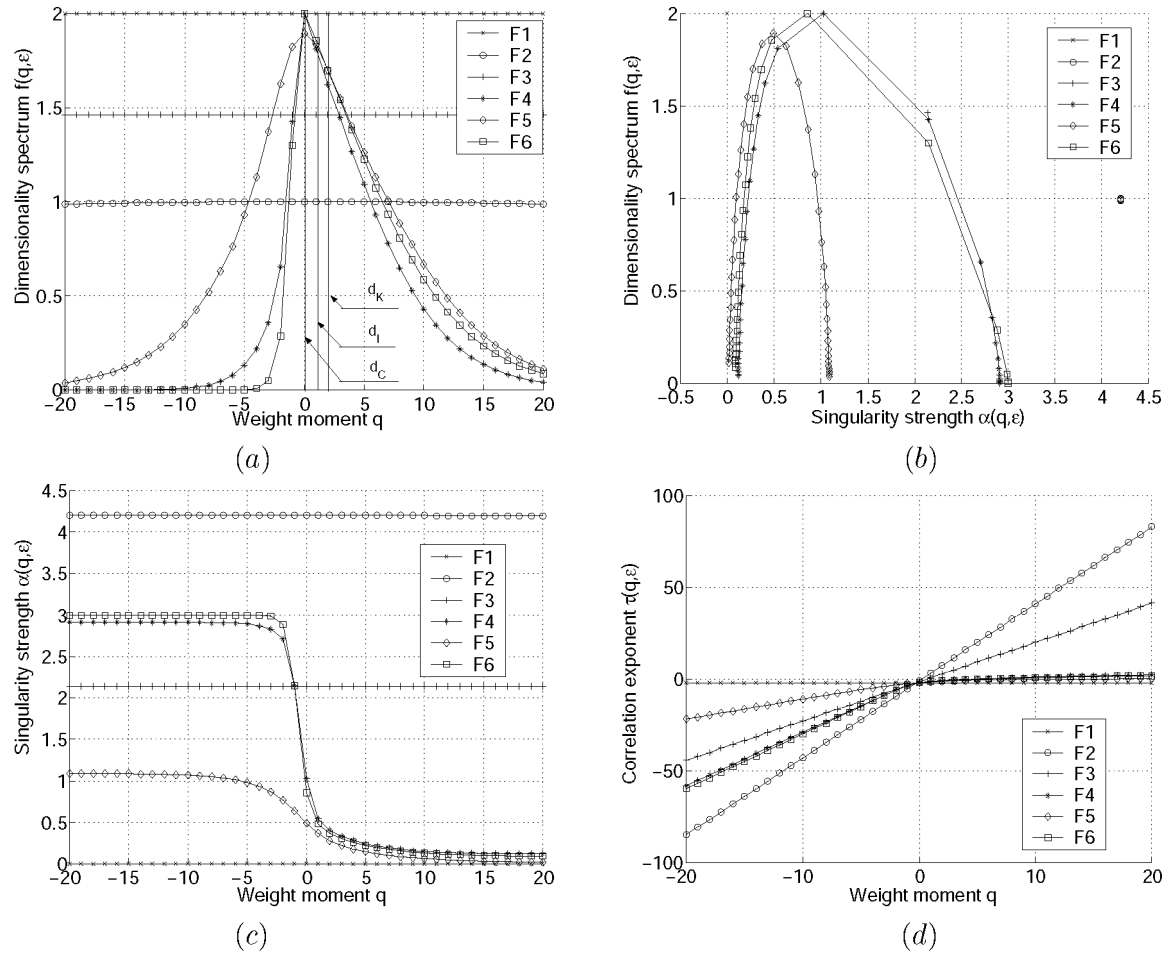 Dimensionality spectrum f(q,ε)
2
1.5
1
0.5
0
−20 −15 −10 −5 0 5 10 15 20
Weight moment q
F1
F2
F3
F4
F5
F6
d_K
d_I
d_C
(a)
Dimensionality spectrum f(q,ε)
2
1.5
1
0.5
0
−0.5 0 0.5 1 1.5 2 2.5 3 3.5 4 4.5
Singularity strength α(q,ε)
F1
F2
F3
F4
F5
F6
(b)
Singularity strength α(q,ε)
4.5
4
3.5
3
2.5
2
1.5
1
0.5
0
−20 −15 −10 −5 0 5 10 15 20
Weight moment q
F1
F2
F3
F4
F5
F6
(c)
Correlation exponent τ(q,ε)
100
50
0
−50
−100
−20 −10 0 10 20
Weight moment q
F1
F2
F3
F4
F5
F6
(d)